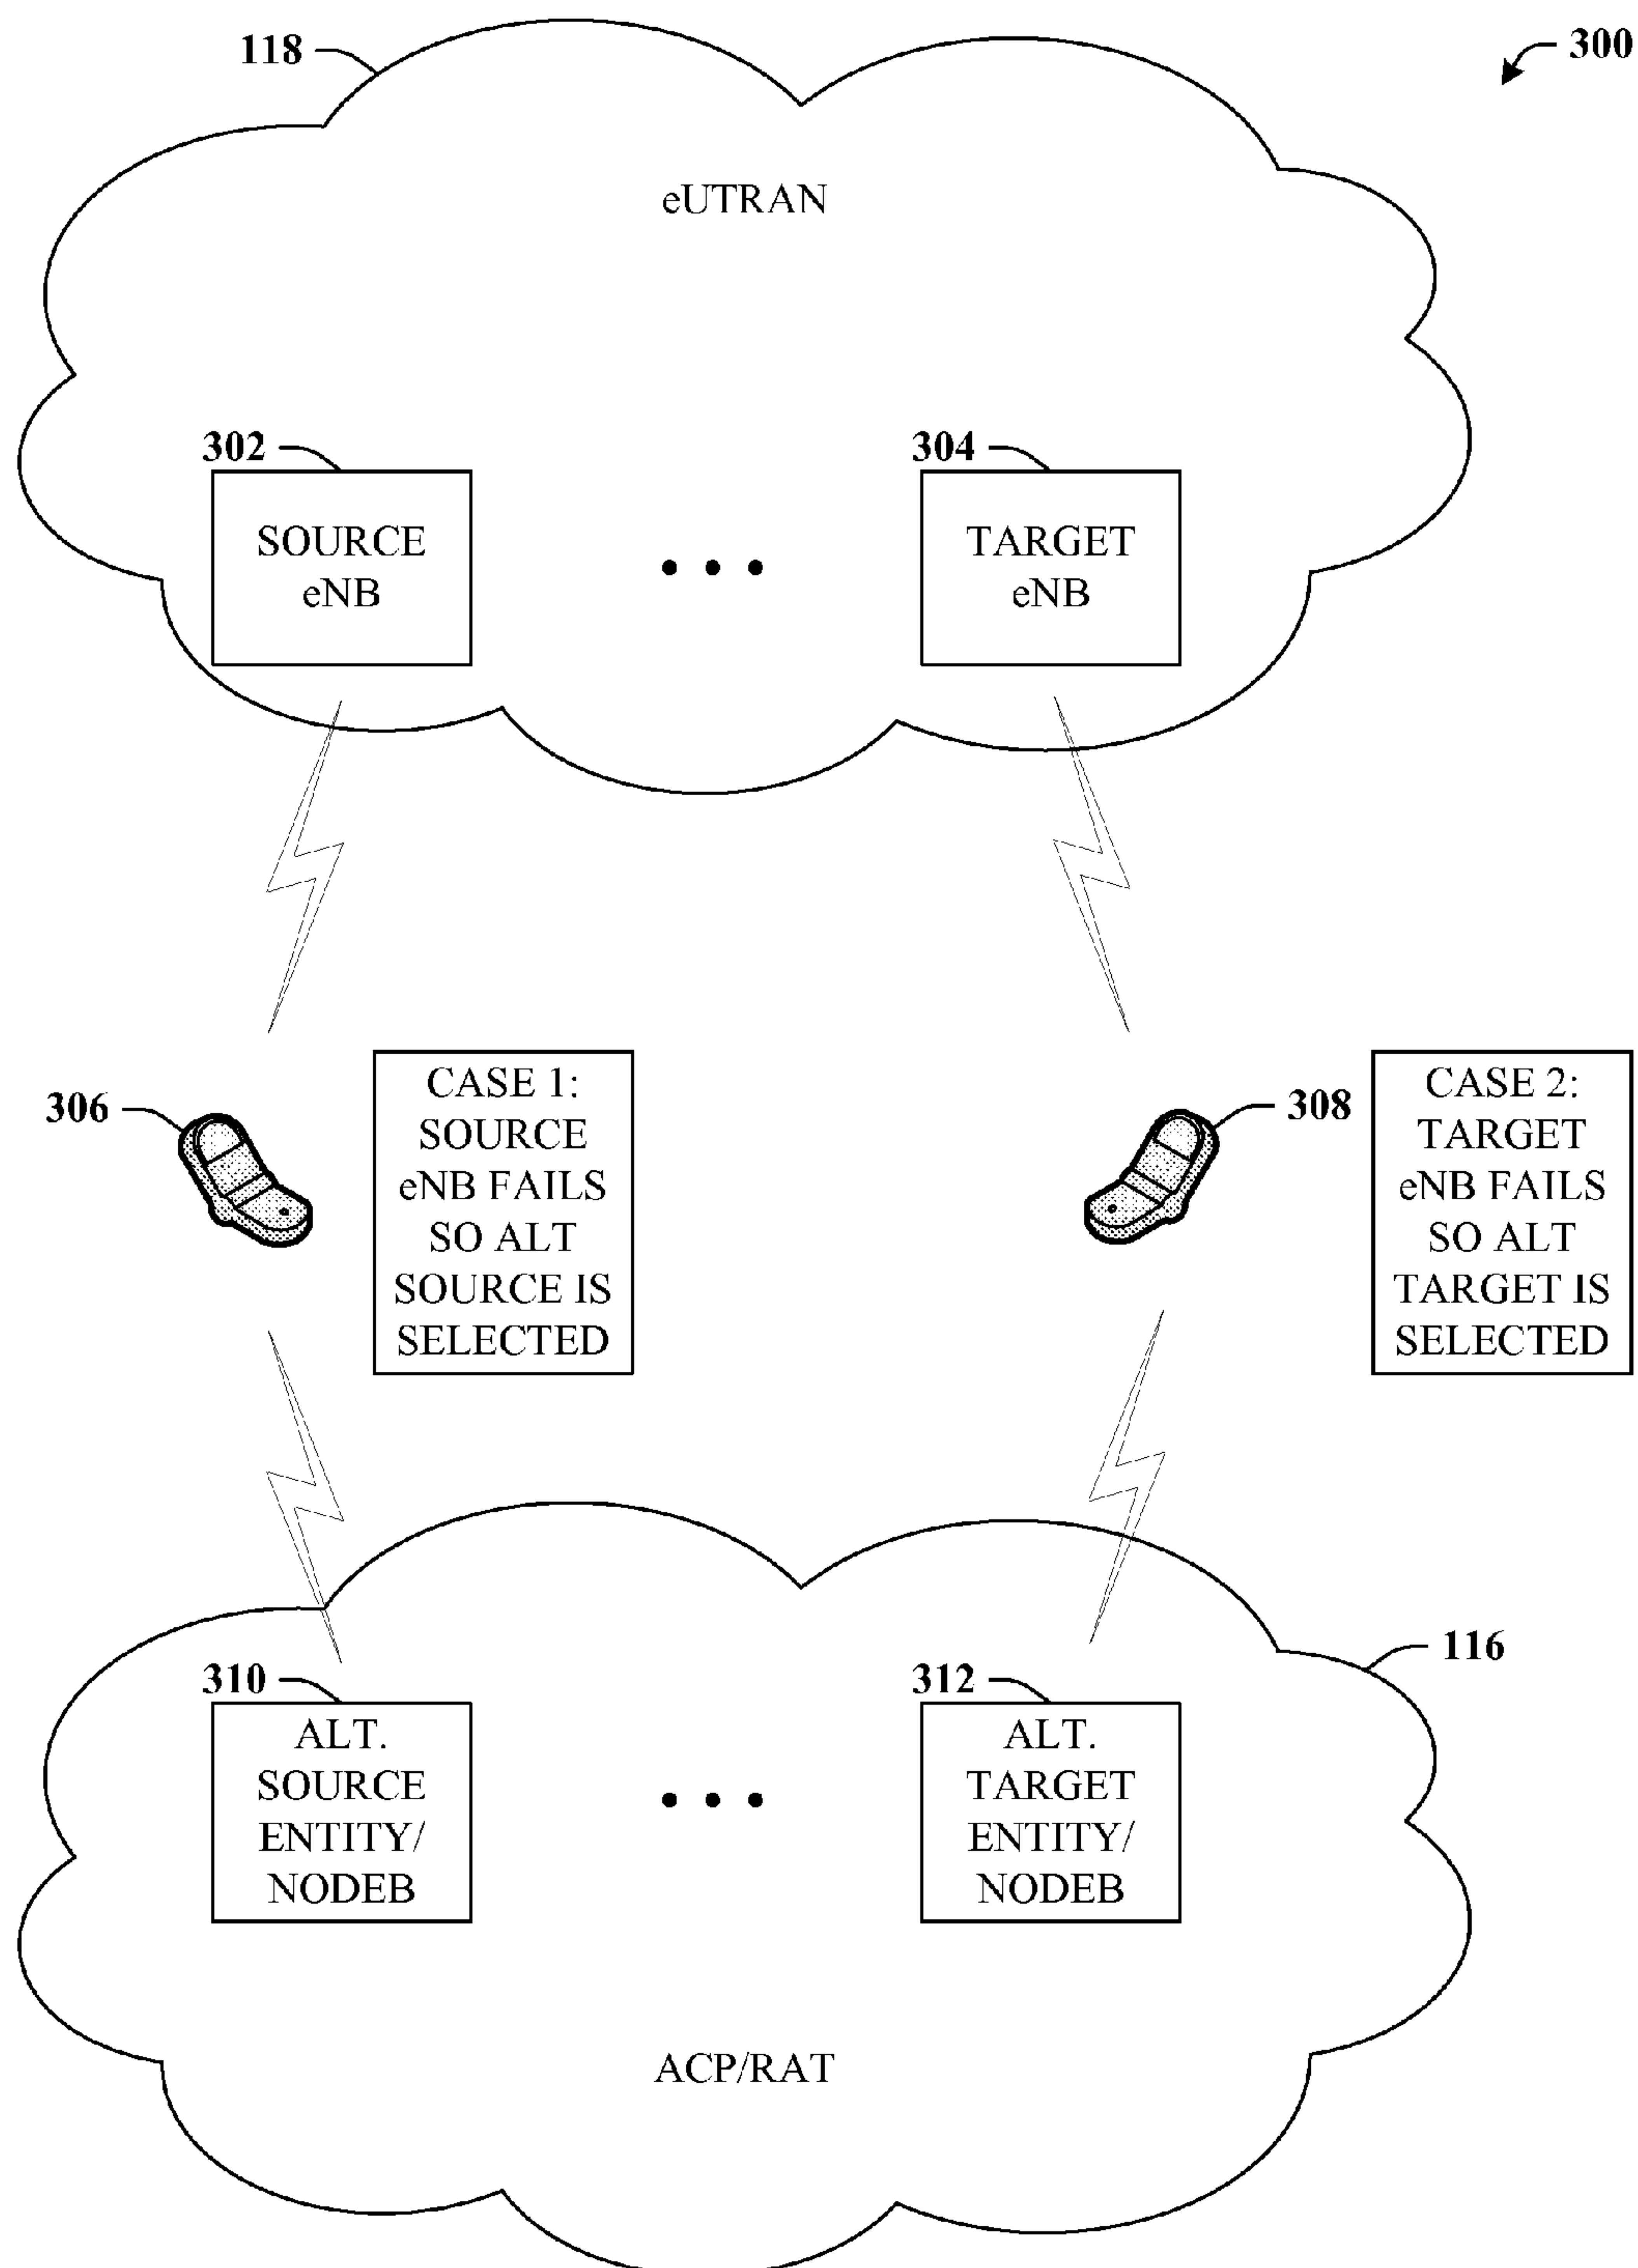 118
300
eUTRAN
302
304
SOURCE
eNB
TARGET
eNB
306
CASE 1:
SOURCE
eNB FAILS
SO ALT
SOURCE IS
SELECTED
308
CASE 2:
TARGET
eNB FAILS
SO ALT
TARGET IS
SELECTED
116
310
312
ALT.
SOURCE
ENTITY/
NODEB
ALT.
TARGET
ENTITY/
NODEB
ACP/RAT